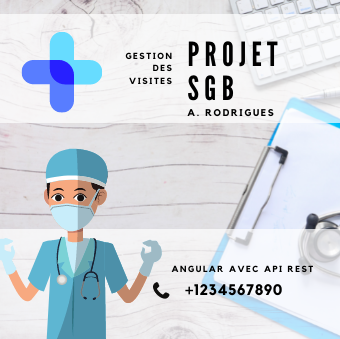 GESTION
DES
VISITES
PROJET
SGB
A. RODRIGUES
ANGULAR AVEC API REST
+1234567890